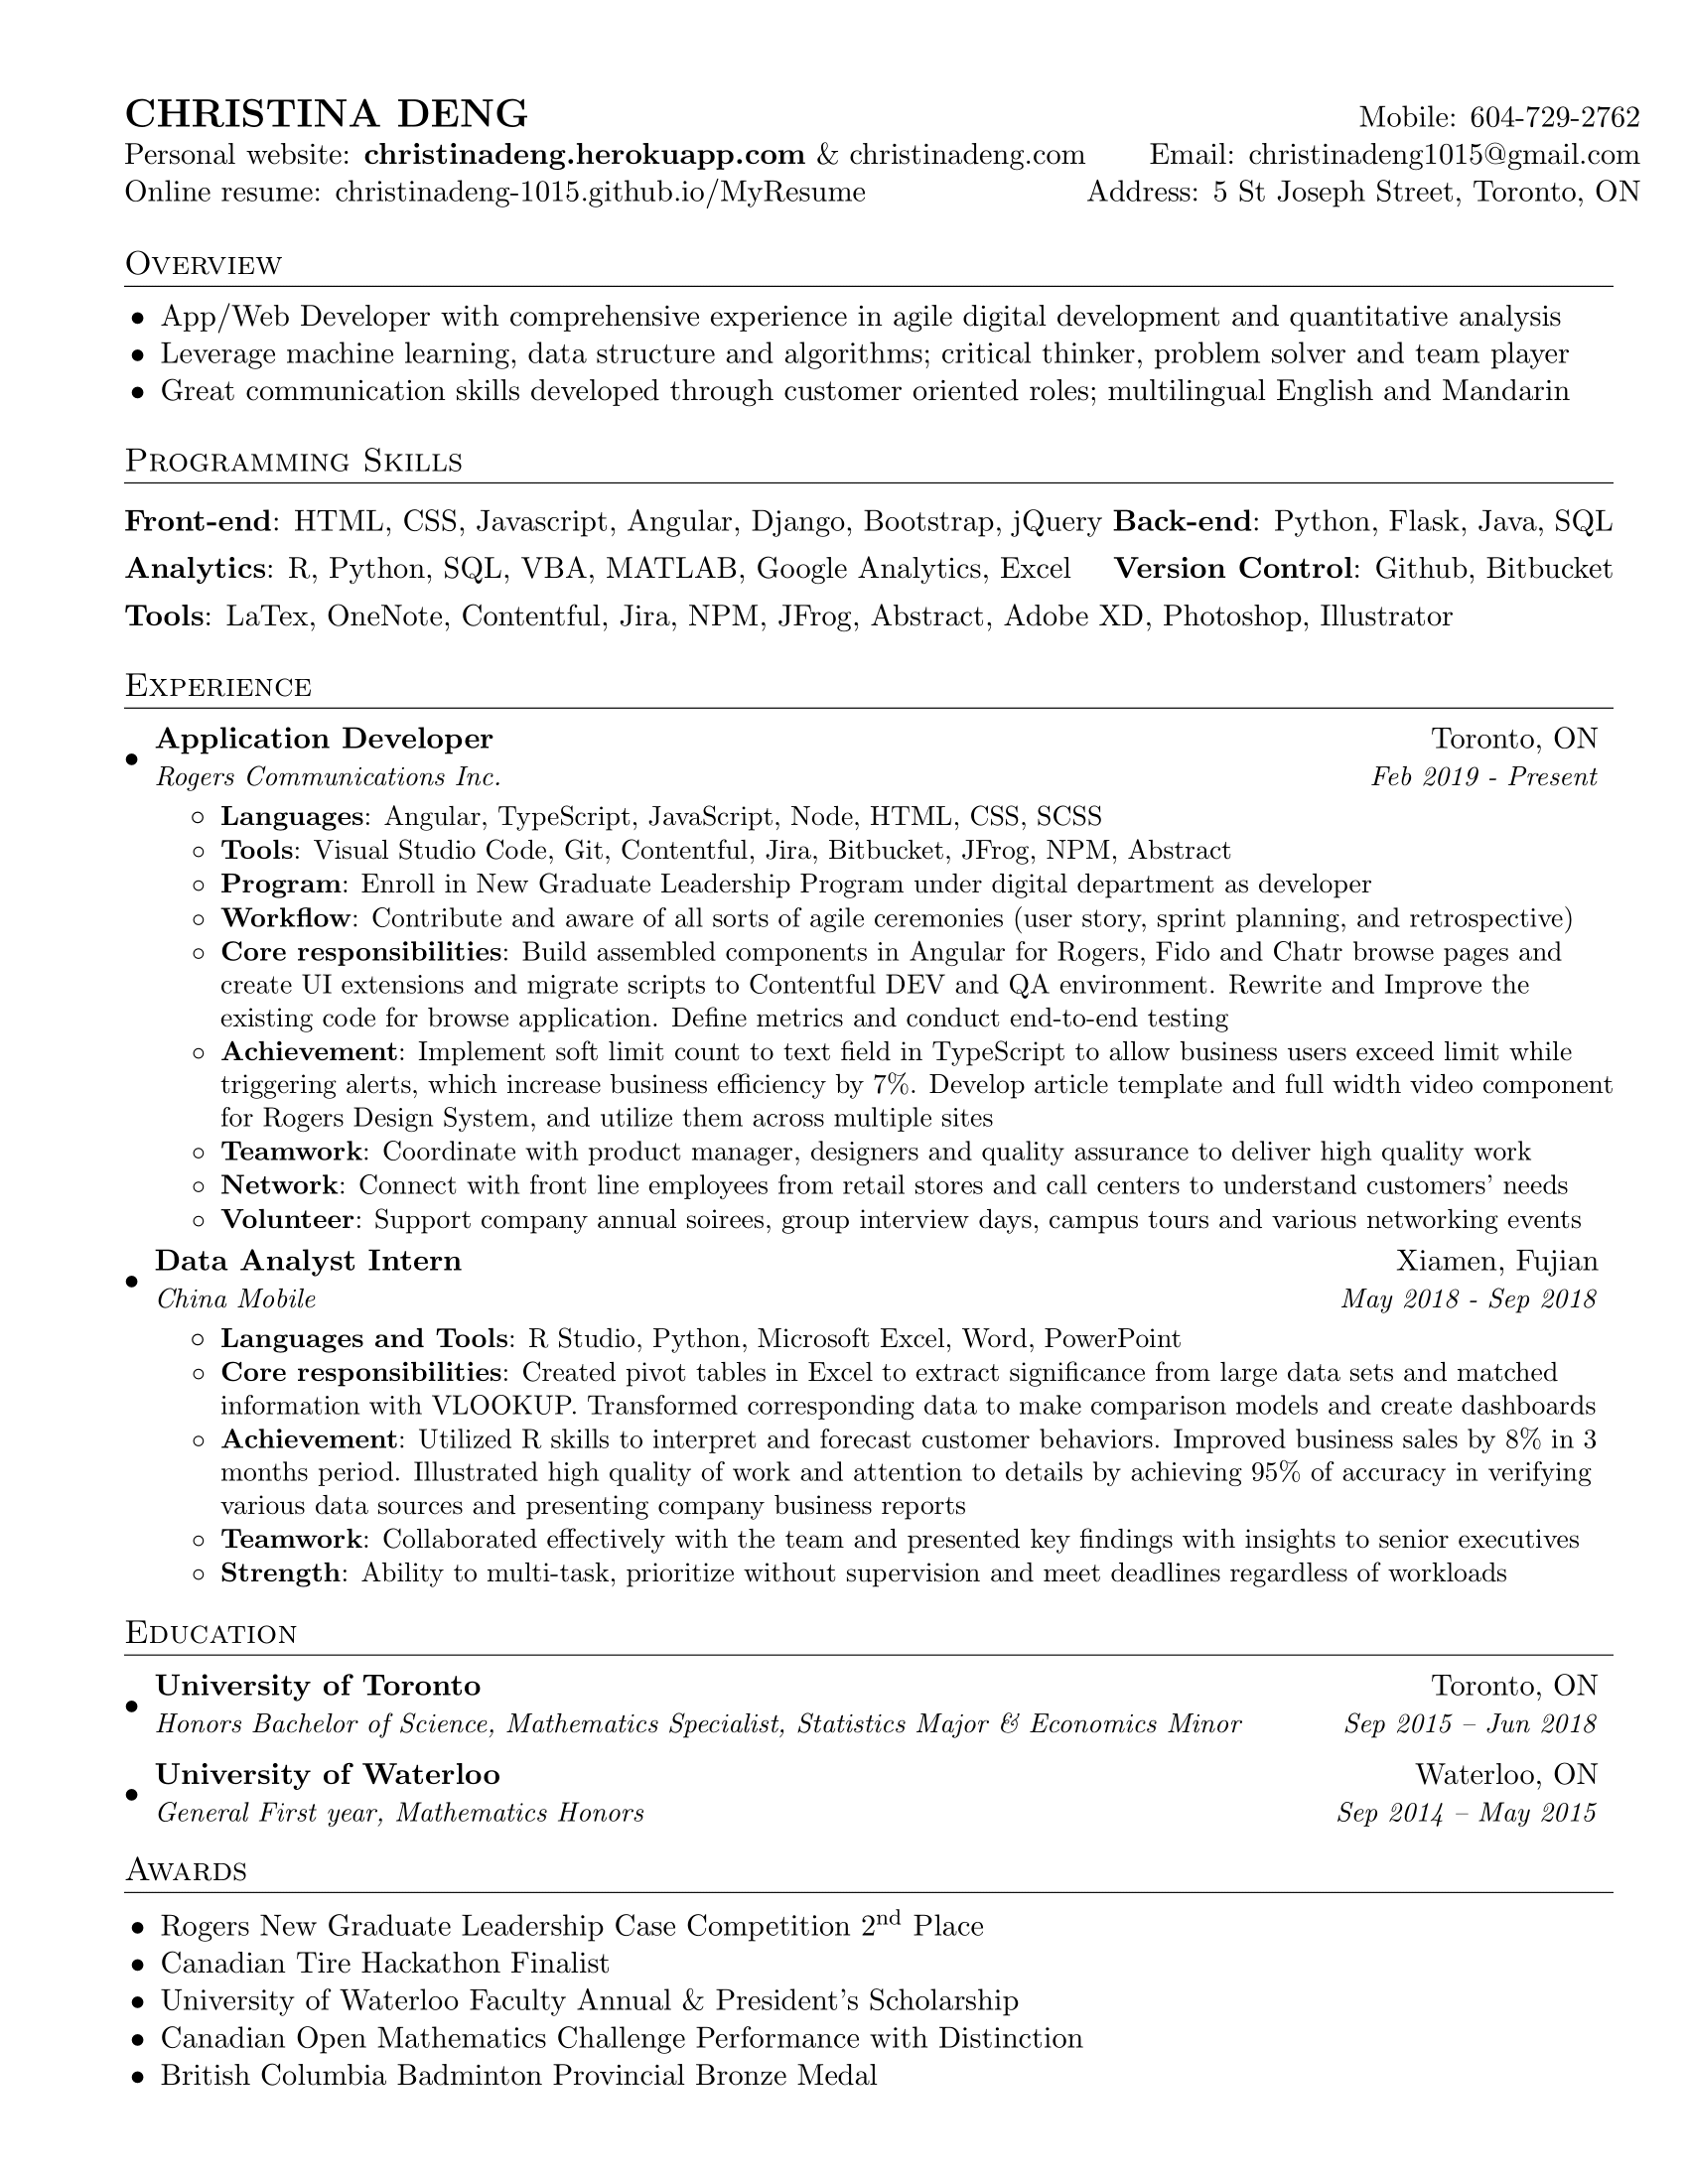 CHRISTINA DENG Mobile: 604-729-2762
Personal website: christinadeng.herokuapp.com & christinadeng.com Email: christinadeng1015@gmail.com
Online resume: christinadeng-1015.github.io/MyResume Address: 5 St Joseph Street, Toronto, ON
Overview
• App/Web Developer with comprehensive experience in agile digital development and quantitative analysis
• Leverage machine learning, data structure and algorithms; critical thinker, problem solver and team player
• Great communication skills developed through customer oriented roles; multilingual English and Mandarin
Programming Skills
Front-end: HTML, CSS, Javascript, Angular, Django, Bootstrap, jQuery Back-end: Python, Flask, Java, SQL
Analytics: R, Python, SQL, VBA, MATLAB, Google Analytics, Excel Version Control: Github, Bitbucket
Tools: LaTex, OneNote, Contentful, Jira, NPM, JFrog, Abstract, Adobe XD, Photoshop, Illustrator
Experience
• Application Developer Toronto, ON
Rogers Communications Inc. Feb 2019 - Present
◦ Languages: Angular, TypeScript, JavaScript, Node, HTML, CSS, SCSS
◦ Tools: Visual Studio Code, Git, Contentful, Jira, Bitbucket, JFrog, NPM, Abstract
◦ Program: Enroll in New Graduate Leadership Program under digital department as developer
◦ Workflow: Contribute and aware of all sorts of agile ceremonies (user story, sprint planning, and retrospective)
◦ Core responsibilities: Build assembled components in Angular for Rogers, Fido and Chatr browse pages and
create UI extensions and migrate scripts to Contentful DEV and QA environment. Rewrite and Improve the
existing code for browse application. Define metrics and conduct end-to-end testing
◦ Achievement: Implement soft limit count to text field in TypeScript to allow business users exceed limit while
triggering alerts, which increase business efficiency by 7%. Develop article template and full width video component
for Rogers Design System, and utilize them across multiple sites
◦ Teamwork: Coordinate with product manager, designers and quality assurance to deliver high quality work
◦ Network: Connect with front line employees from retail stores and call centers to understand customers' needs
◦ Volunteer: Support company annual soirees, group interview days, campus tours and various networking events
• Data Analyst Intern Xiamen, Fujian
China Mobile May 2018 - Sep 2018
◦ Languages and Tools: R Studio, Python, Microsoft Excel, Word, PowerPoint
◦ Core responsibilities: Created pivot tables in Excel to extract significance from large data sets and matched
information with VLOOKUP. Transformed corresponding data to make comparison models and create dashboards
◦ Achievement: Utilized R skills to interpret and forecast customer behaviors. Improved business sales by 8% in 3
months period. Illustrated high quality of work and attention to details by achieving 95% of accuracy in verifying
various data sources and presenting company business reports
◦ Teamwork: Collaborated effectively with the team and presented key findings with insights to senior executives
◦ Strength: Ability to multi-task, prioritize without supervision and meet deadlines regardless of workloads
Education
• University of Toronto Toronto, ON
Honors Bachelor of Science, Mathematics Specialist, Statistics Major & Economics Minor Sep 2015 – Jun 2018
• University of Waterloo Waterloo, ON
General First year, Mathematics Honors Sep 2014 – May 2015
Awards
• Rogers New Graduate Leadership Case Competition 2nd Place
• Canadian Tire Hackathon Finalist
• University of Waterloo Faculty Annual & President's Scholarship
• Canadian Open Mathematics Challenge Performance with Distinction
• British Columbia Badminton Provincial Bronze Medal